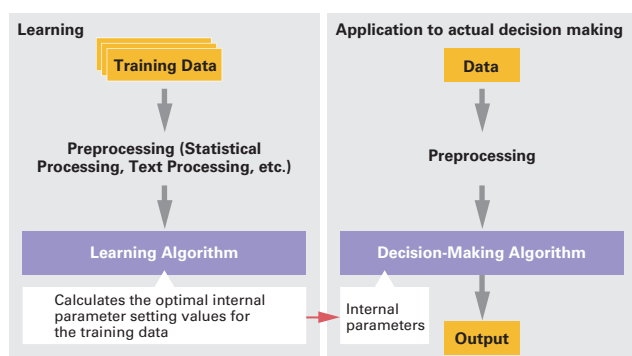 Learning
Training Data
Preprocessing (Statistical
Processing, Text Processing, etc.)
Learning Algorithm
Calculates the optimal internal
parameter setting values for
the training data
Application to actual decision making
Data
Preprocessing
Decision-Making Algorithm
Internal
parameters
Output